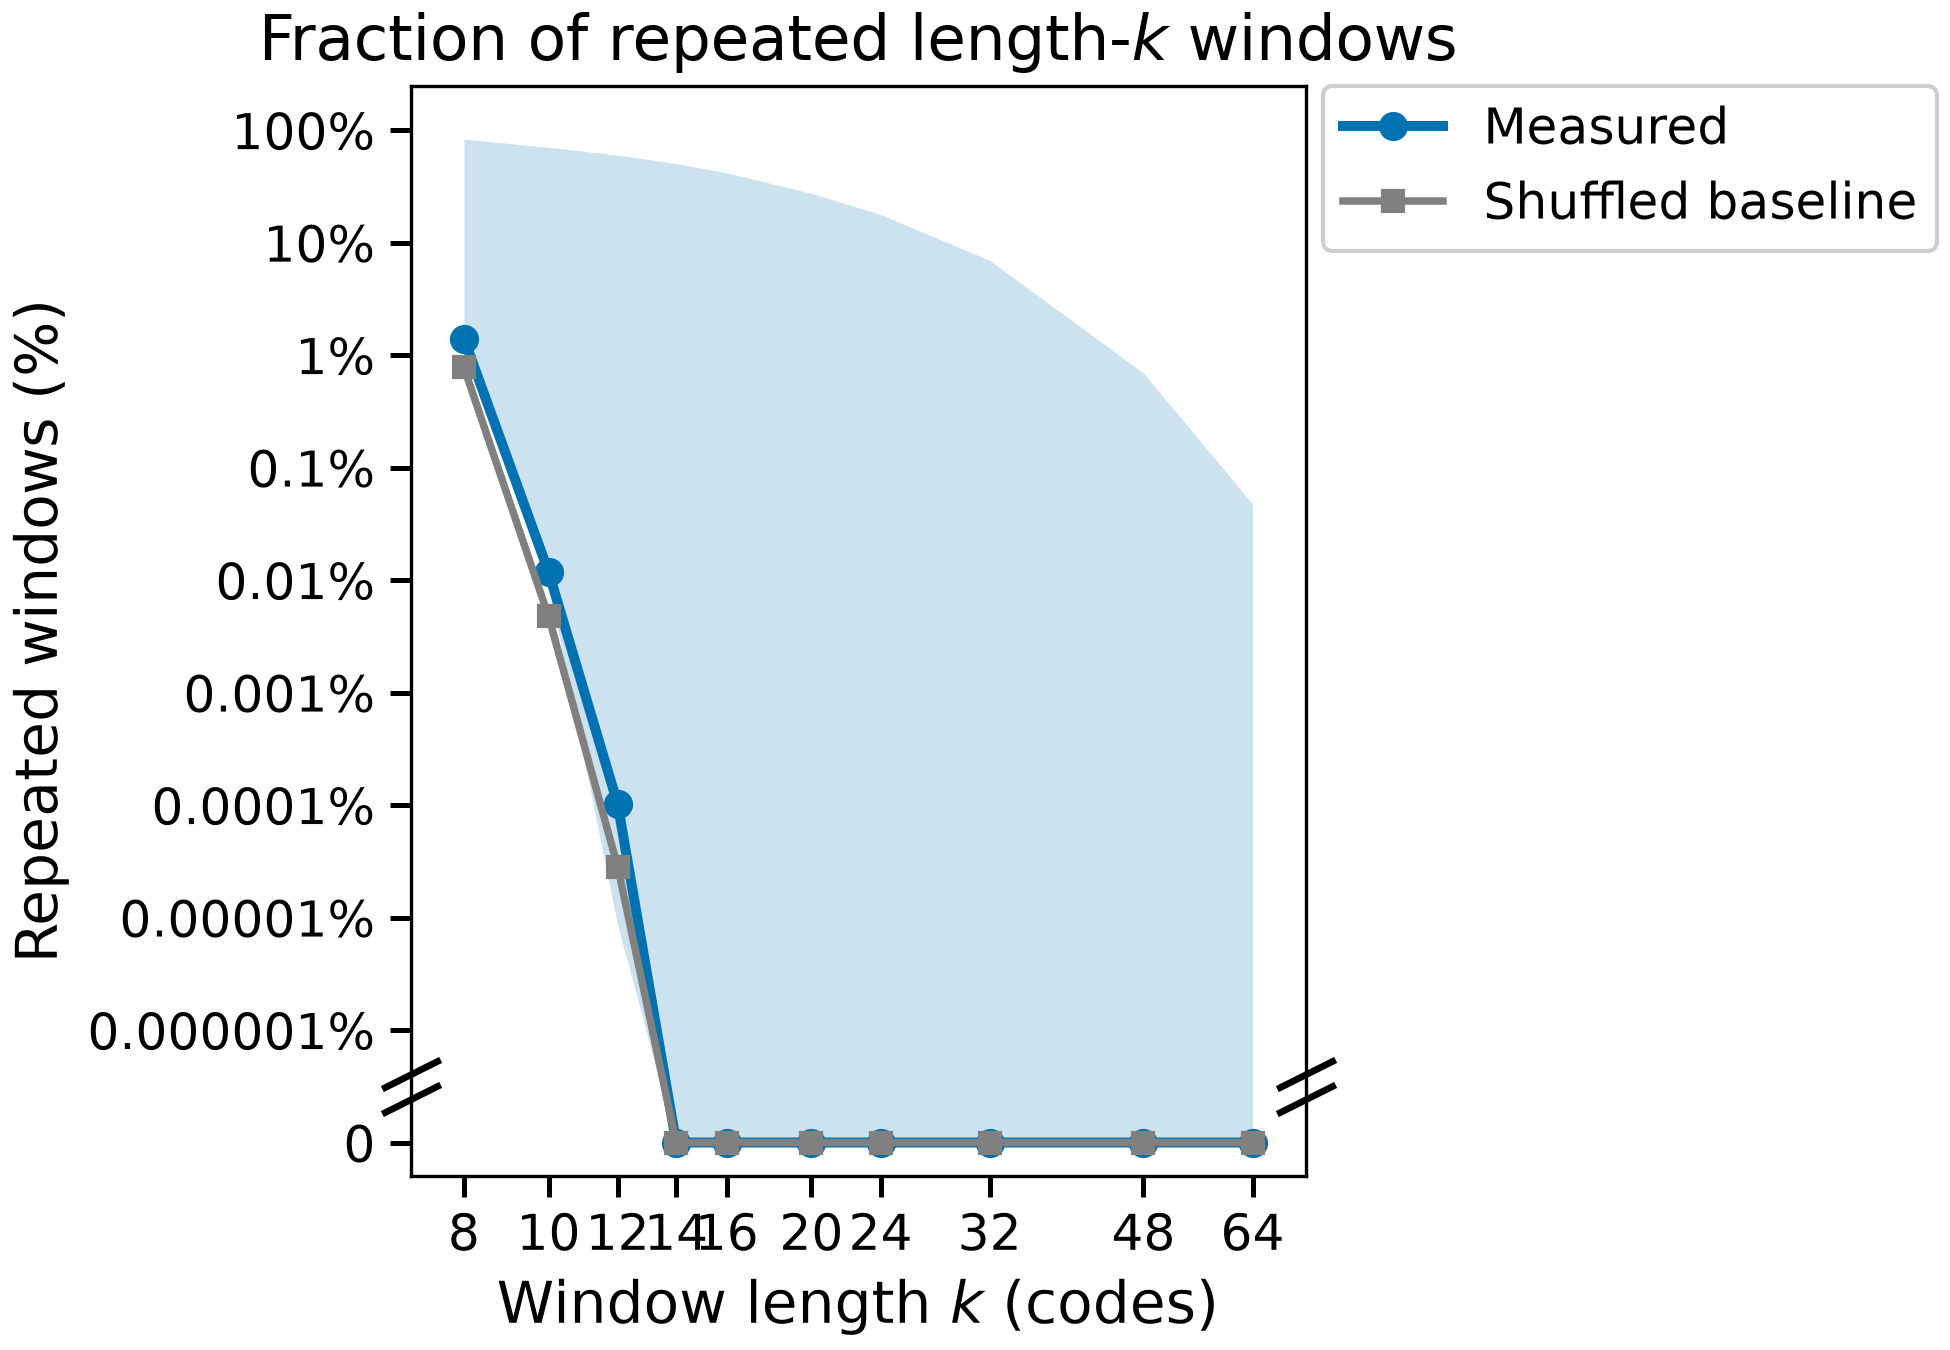 Fraction of repeated length-k windows
Measured
Shuffled baseline
Repeated windows (%)
100%
10%
1%
0.1%
0.01%
0.001%
0.0001%
0.00001%
0.000001%
0
8 10 12 14 16 20 24 32 48 64
Window length k (codes)